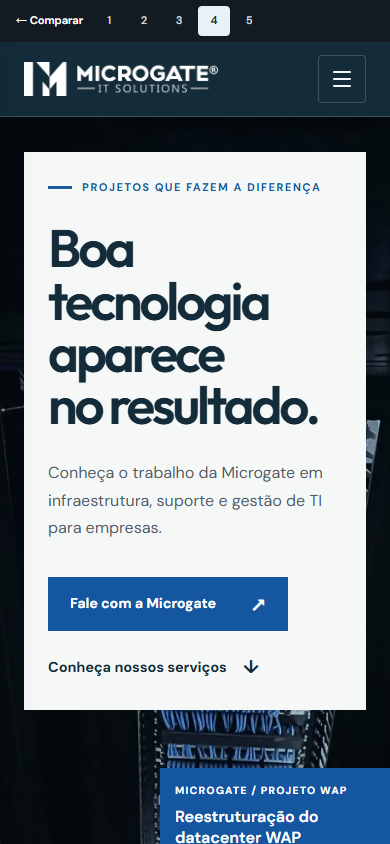 ← Comparar 1 2 3 4 5
MICROGATE®
IT SOLUTIONS
PROJETOS QUE FAZEM A DIFERENÇA
Boa
tecnologia
aparece
no resultado.
Conheça o trabalho da Microgate em
infraestrutura, suporte e gestão de TI
para empresas.
Fale com a Microgate ↗
Conheça nossos serviços ↓
MICROGATE / PROJETO WAP
Reestruturação do
datacenter WAP